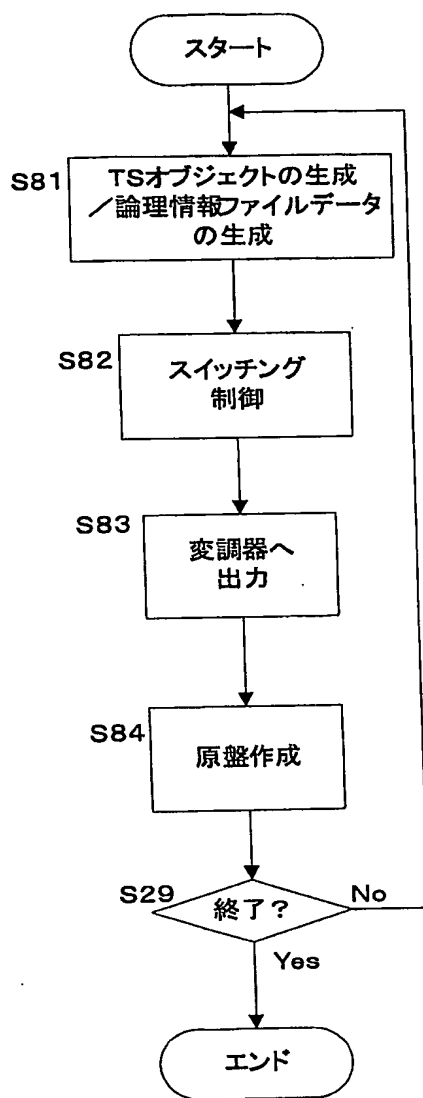 スタート
S81
TSオブジェクトの生成
/論理情報ファイルデータ
の生成
S82
スイッチング
制御
S83
変調器へ
出力
S84
原盤作成
S29
終了?
No
Yes
エンド